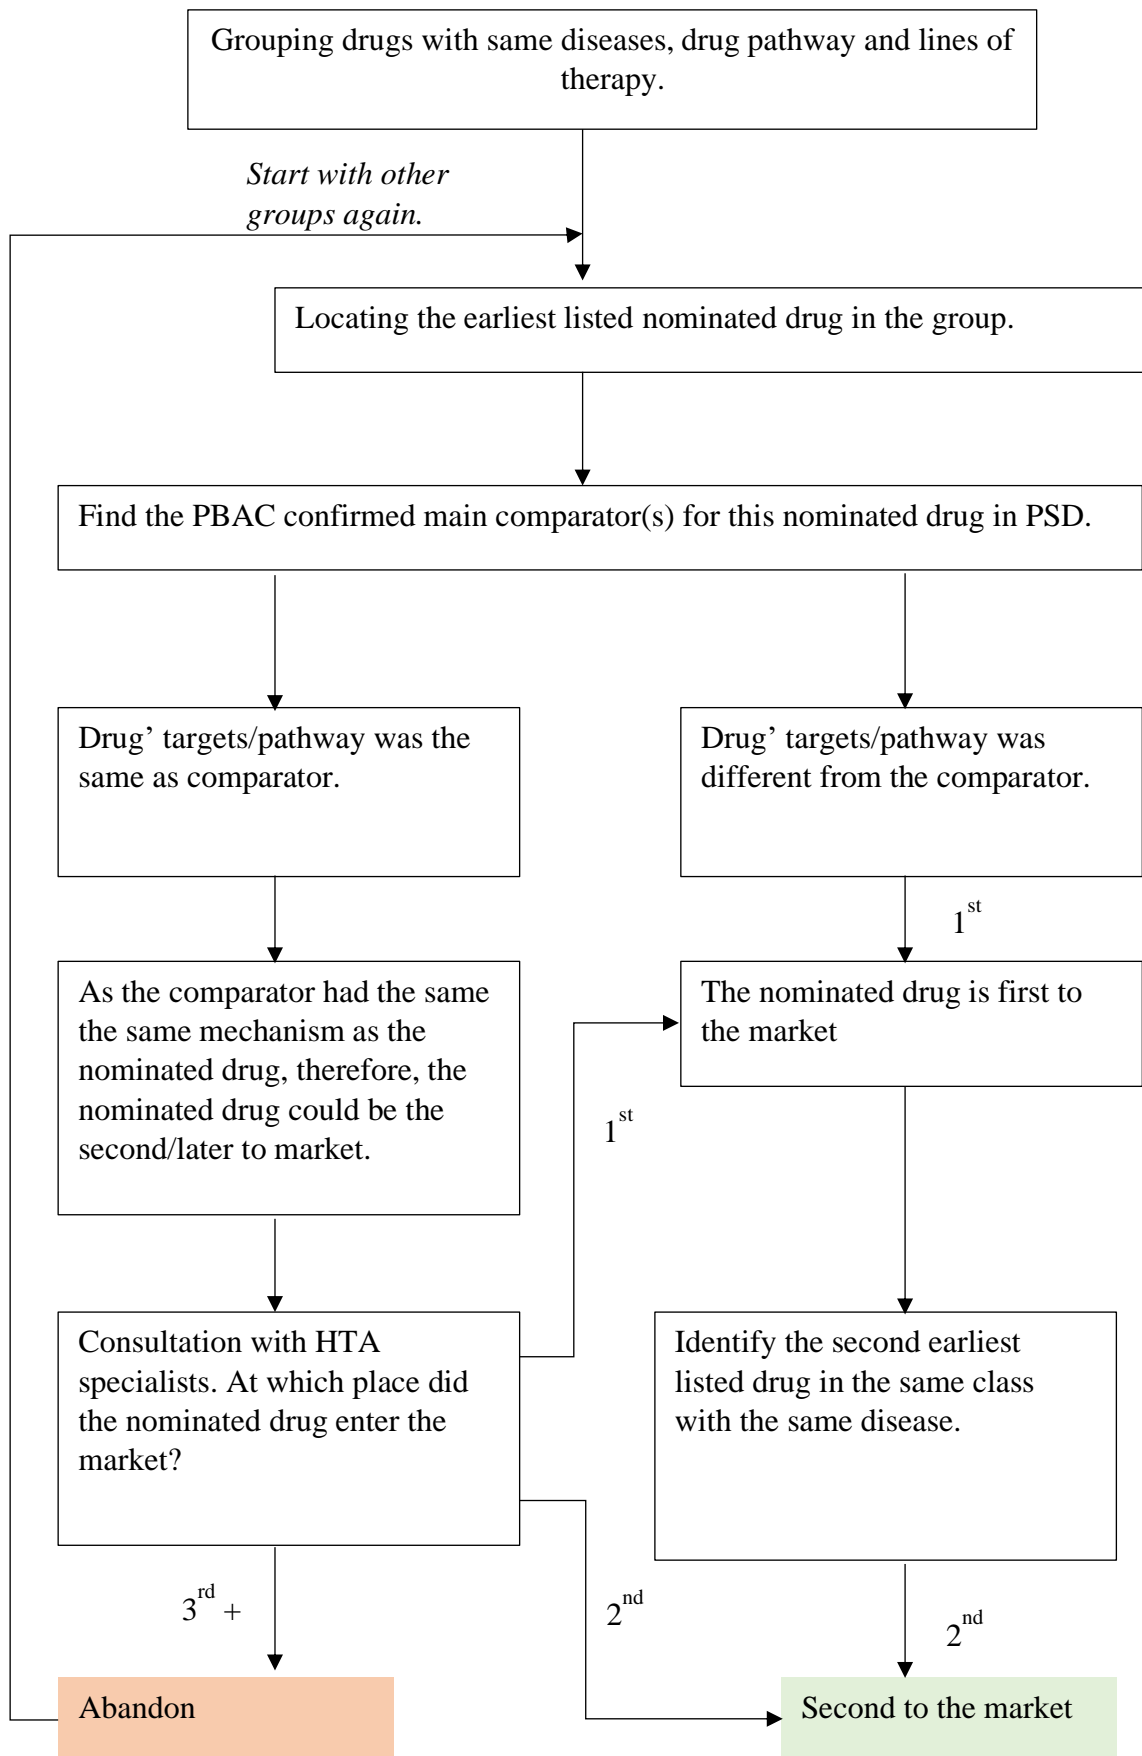 Grouping drugs with same diseases, drug pathway and lines of
therapy.
Start with other
groups again.
Locating the earliest listed nominated drug in the group.
Find the PBAC confirmed main comparator(s) for this nominated drug in PSD.
Drug’ targets/pathway was the
same as comparator.
Drug’ targets/pathway was
different from the comparator.
1st
As the comparator had the same
the same mechanism as the
nominated drug, therefore, the
nominated drug could be the
second/later to market.
The nominated drug is first to
the market
1st
Consultation with HTA
specialists. At which place did
the nominated drug enter the
market?
Identify the second earliest
listed drug in the same class
with the same disease.
3rd +
2nd
2nd
Abandon
Second to the market